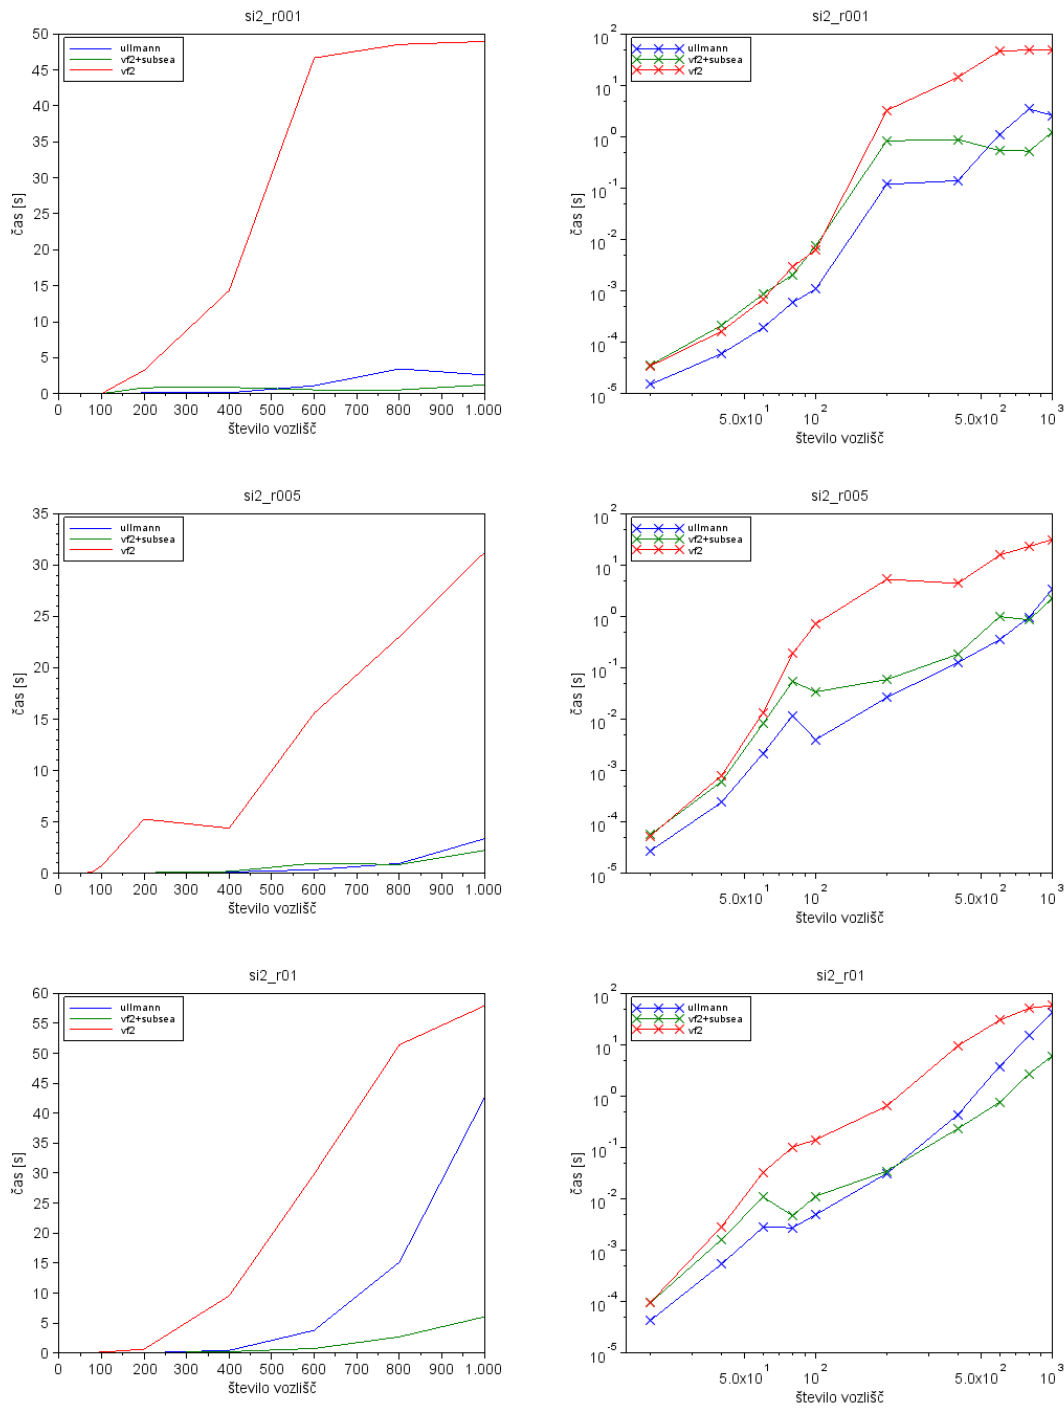 si2_r001
50
45
40
35
30
25
20
15
10
5
0
čas [s]
ullmann
vf2+subsea
vf2
0 100 200 300 400 500 600 700 800 900 1.000
število vozlišč
si2_r001
10^2
10^1
10^0
10^-1
10^-2
10^-3
10^-4
10^-5
čas [s]
ullmann
vf2+subsea
vf2
5.0x10^1 10^2 5.0x10^2 10^3
število vozlišč
si2_r005
35
30
25
20
15
10
5
0
čas [s]
ullmann
vf2+subsea
vf2
0 100 200 300 400 500 600 700 800 900 1.000
število vozlišč
si2_r005
10^2
10^1
10^0
10^-1
10^-2
10^-3
10^-4
10^-5
čas [s]
ullmann
vf2+subsea
vf2
5.0x10^1 10^2 5.0x10^2 10^3
število vozlišč
si2_r01
60
55
50
45
40
35
30
25
20
15
10
5
0
čas [s]
ullmann
vf2+subsea
vf2
0 100 200 300 400 500 600 700 800 900 1.000
število vozlišč
si2_r01
10^2
10^1
10^0
10^-1
10^-2
10^-3
10^-4
10^-5
čas [s]
ullmann
vf2+subsea
vf2
5.0x10^1 10^2 5.0x10^2 10^3
število vozlišč